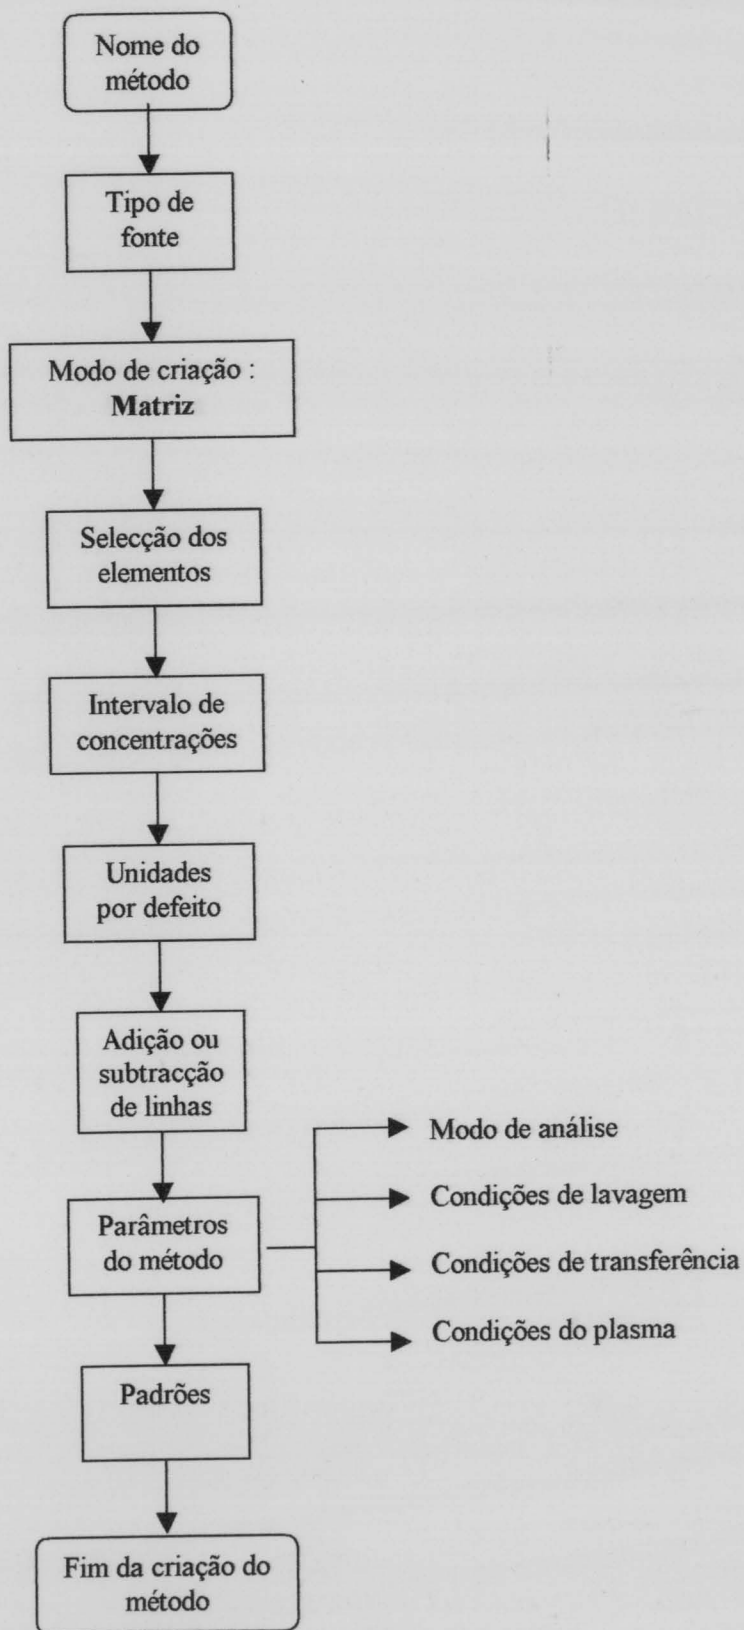 Nome do
método
Tipo de
fonte
Modo de criação :
Matriz
Selecção dos
elementos
Intervalo de
concentrações
Unidades
por defeito
Adição ou
subtracção
de linhas
Parâmetros
do método
Modo de análise
Condições de lavagem
Condições de transferência
Condições do plasma
Padrões
Fim da criação do
método